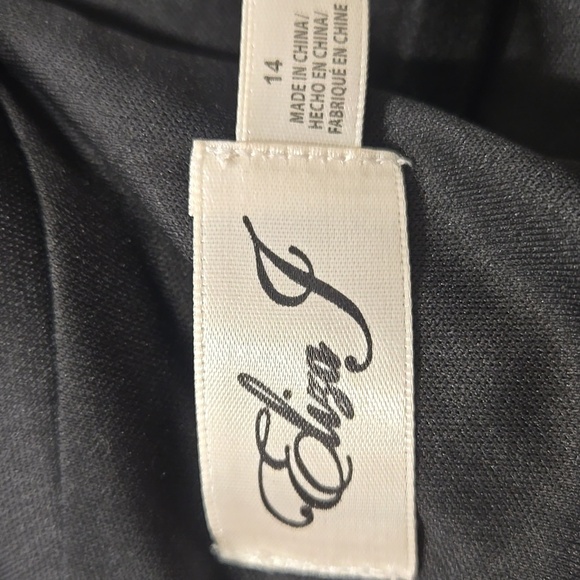 Eliza J
14
MADE IN CHINA/
HECHO EN CHINA/
FABRIQUÉ EN CHINE